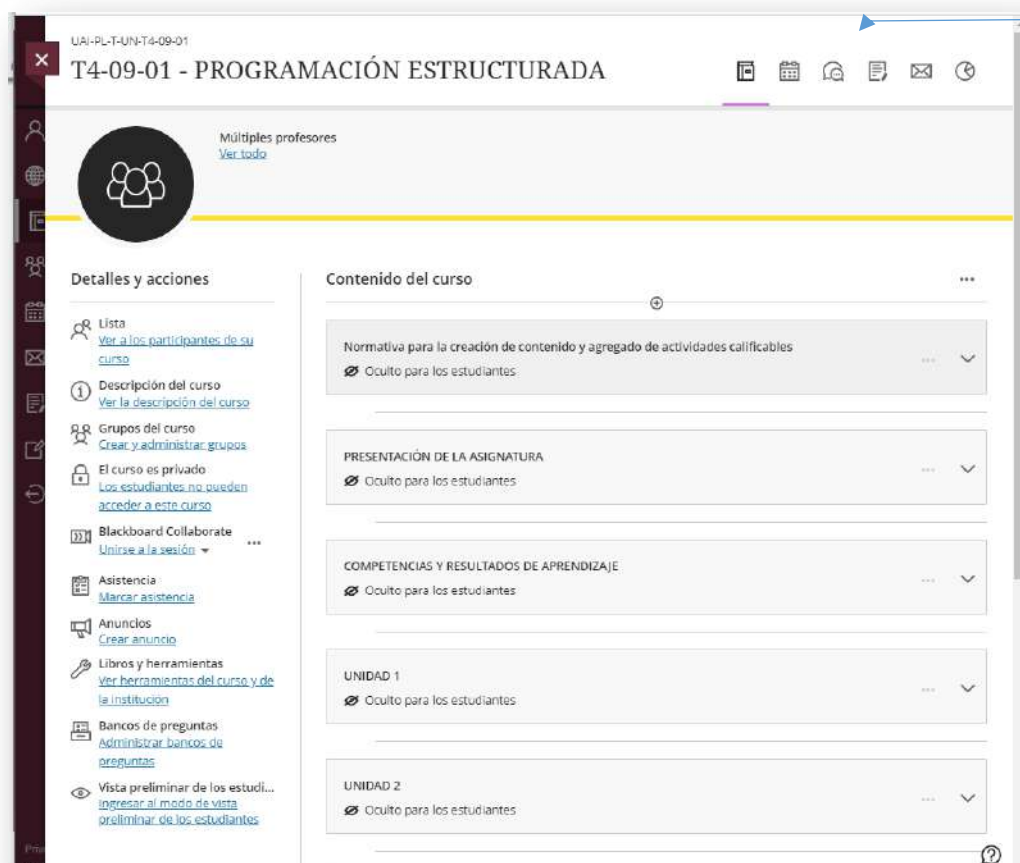 UAI-PL-T-UN-T4-09-01
T4-09-01 - PROGRAMACIÓN ESTRUCTURADA
Múltiples profesores
Ver todo
Detalles y acciones
Lista
Ver a los participantes de su
curso
Descripción del curso
Ver la descripción del curso
Grupos del curso
Crear y administrar grupos
El curso es privado
Los estudiantes no pueden
acceder a este curso
Blackboard Collaborate
Unirse a la sesión
Asistencia
Marcar asistencia
Anuncios
Crear anuncio
Libros y herramientas
Ver herramientas del curso y de
la institución
Bancos de preguntas
Administrar bancos de
preguntas
Vista preliminar de los estudi...
Ingresar al modo de vista
preliminar de los estudiantes
Contenido del curso
Normativa para la creación de contenido y agregado de actividades calificables
Oculto para los estudiantes
PRESENTACIÓN DE LA ASIGNATURA
Oculto para los estudiantes
COMPETENCIAS Y RESULTADOS DE APRENDIZAJE
Oculto para los estudiantes
UNIDAD 1
Oculto para los estudiantes
UNIDAD 2
Oculto para los estudiantes